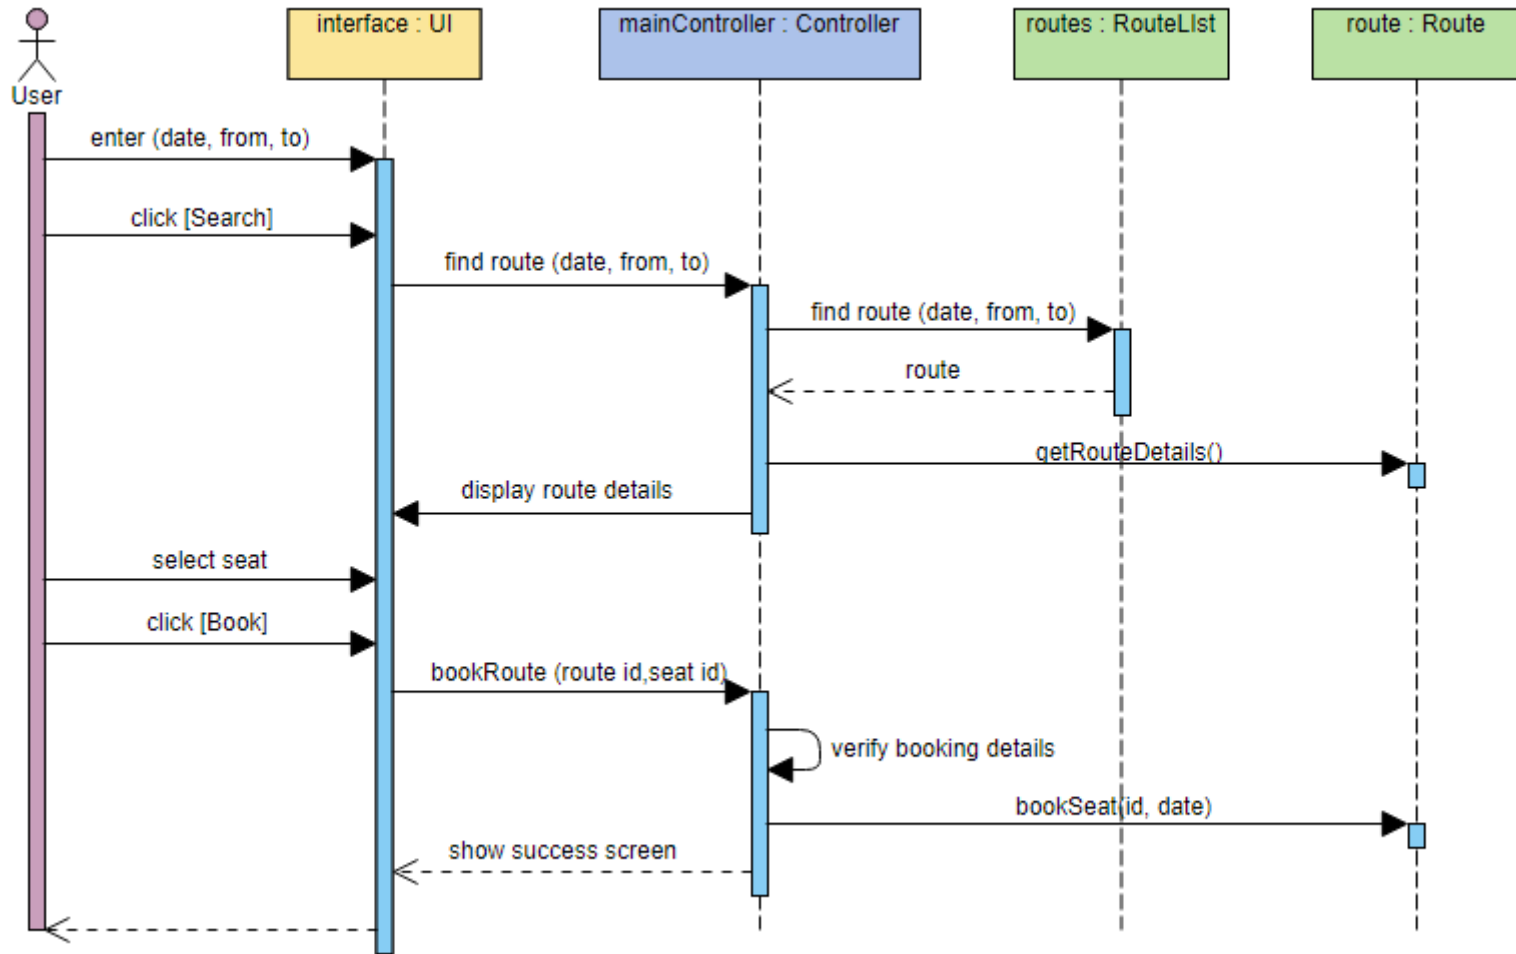 interface : UI
mainController : Controller
routes : RouteLIst
route : Route
User
enter (date, from, to)
click [Search]
find route (date, from, to)
find route (date, from, to)
route
getRouteDetails()
display route details
select seat
click [Book]
bookRoute (route id,seat id)
verify booking details
bookSeat(id, date)
show success screen